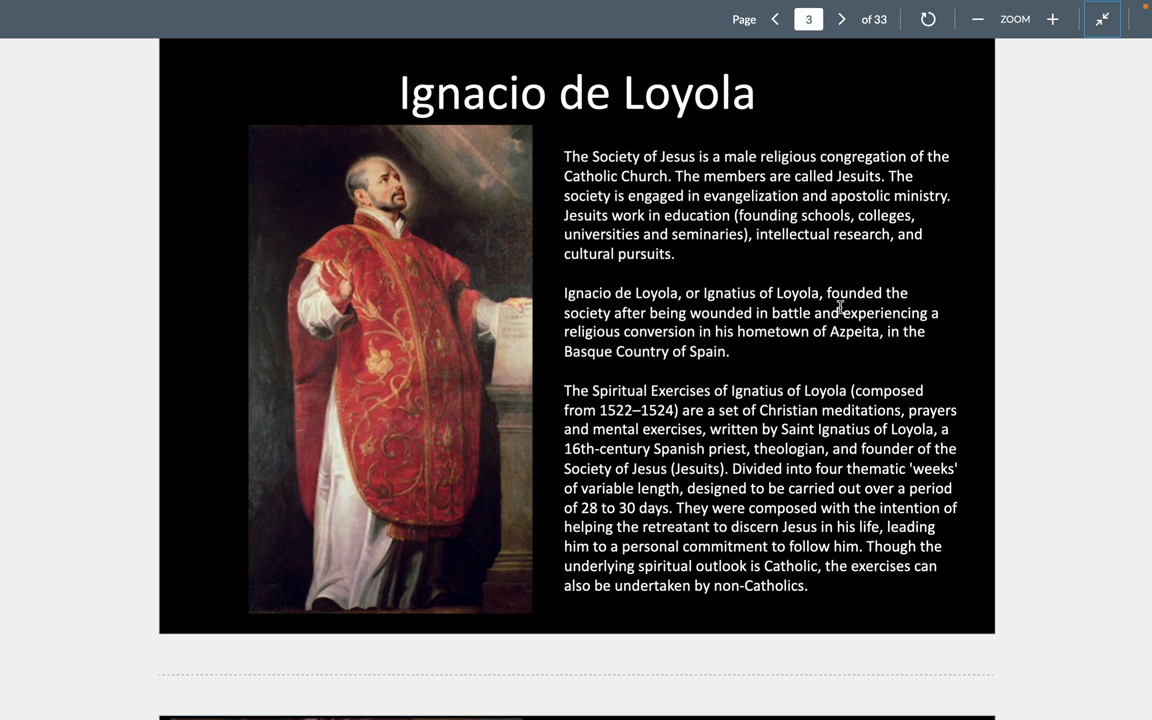 Page 3 of 33 ZOOM
Ignacio de Loyola
The Society of Jesus is a male religious congregation of the
Catholic Church. The members are called Jesuits. The
society is engaged in evangelization and apostolic ministry.
Jesuits work in education (founding schools, colleges,
universities and seminaries), intellectual research, and
cultural pursuits.
Ignacio de Loyola, or Ignatius of Loyola, founded the
society after being wounded in battle and experiencing a
religious conversion in his hometown of Azpeita, in the
Basque Country of Spain.
The Spiritual Exercises of Ignatius of Loyola (composed
from 1522–1524) are a set of Christian meditations, prayers
and mental exercises, written by Saint Ignatius of Loyola, a
16th-century Spanish priest, theologian, and founder of the
Society of Jesus (Jesuits). Divided into four thematic 'weeks'
of variable length, designed to be carried out over a period
of 28 to 30 days. They were composed with the intention of
helping the retreatant to discern Jesus in his life, leading
him to a personal commitment to follow him. Though the
underlying spiritual outlook is Catholic, the exercises can
also be undertaken by non-Catholics.